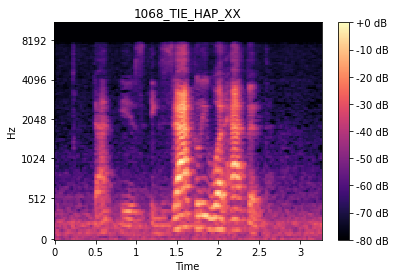 1068_TIE_HAP_XX
8192
4096
2048
1024
512
0
Hz
0 0.5 1 1.5 2 2.5 3
Time
+0 dB
-10 dB
-20 dB
-30 dB
-40 dB
-50 dB
-60 dB
-70 dB
-80 dB